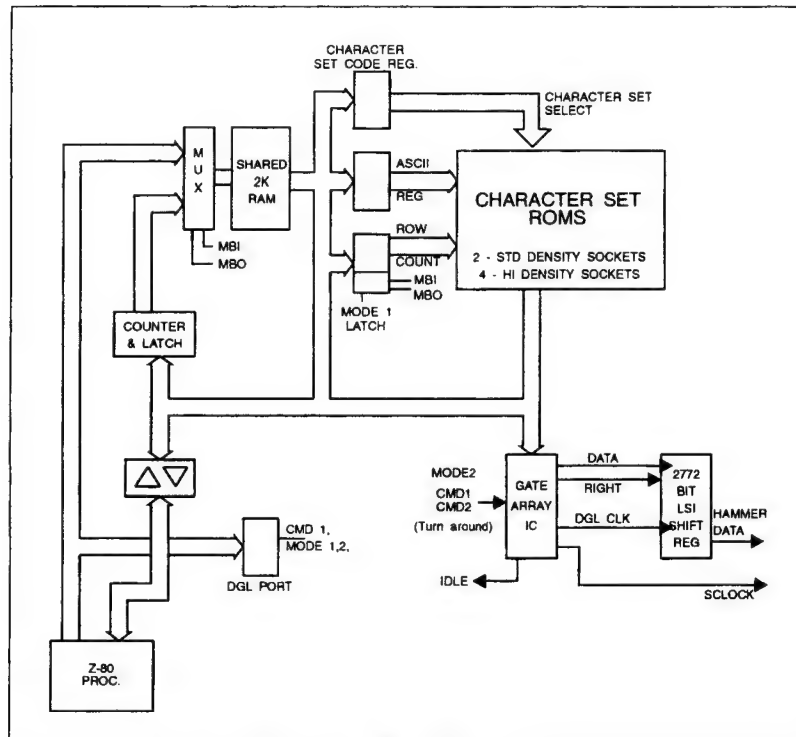 CHARACTER
SET CODE REG.
CHARACTER SET
SELECT
M
U
X
SHARED
2K
RAM
ASCII
REG
ROW
COUNT
CHARACTER SET
ROMS
2 - STD DENSITY SOCKETS
4 - HI DENSITY SOCKETS
MBI
MBO
MBI
MBO
MODE 1
LATCH
COUNTER
& LATCH
MODE2
CMD1
CMD2
(Turn around)
GATE
ARRAY
IC
DATA
RIGHT
DGL CLK
2772
BIT
LSI
SHIFT
REG
HAMMER
DATA
IDLE
SCLOCK
CMD 1,
MODE 1,2,
DGL PORT
Z-80
PROC.